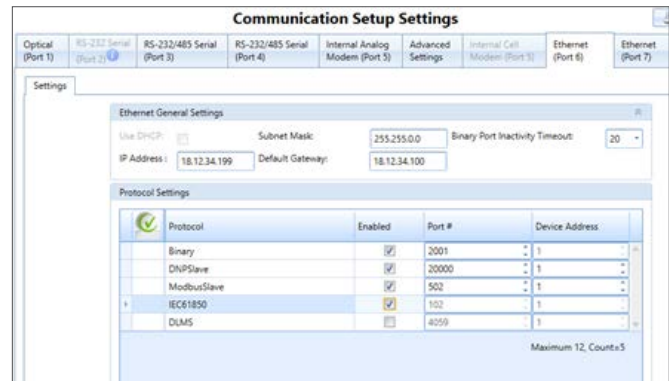 Communication Setup Settings
Optical (Port 1)
RS-232 Serial (Port 2)
RS-232/485 Serial (Port 3)
RS-232/485 Serial (Port 4)
Internal Analog Modem (Port 5)
Advanced Settings
Internal Cell Modem (Port 5)
Ethernet (Port 6)
Ethernet (Port 7)
Settings
Ethernet General Settings
Use DHCP: Subnet Mask: 255.255.0.0 Binary Port Inactivity Timeout: 20
IP Address : 18.12.34.199 Default Gateway: 18.12.34.100
Protocol Settings
Protocol Enabled Port # Device Address
Binary 2001 1
DNPSlave 20000 1
ModbusSlave 502 1
IEC61850 102 1
DLMS 4059 1
Maximum 12, Count=5